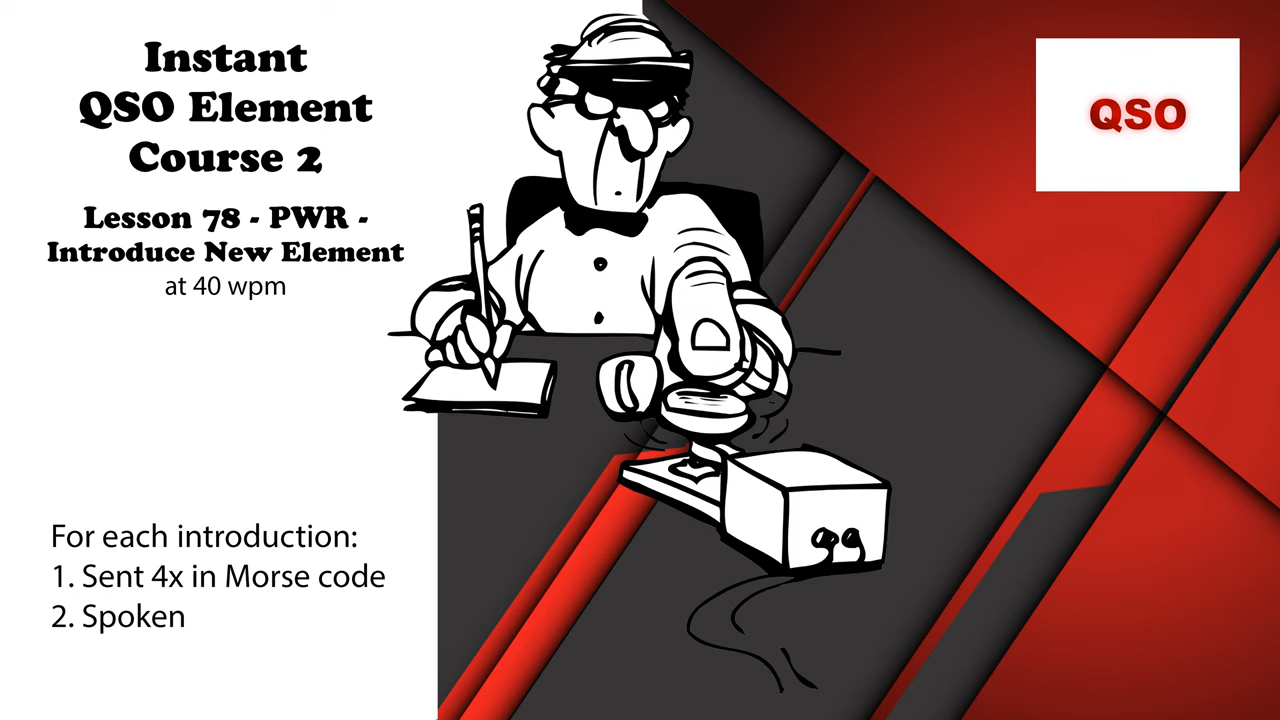 Instant
QSO Element
Course 2
Lesson 78 - PWR -
Introduce New Element
at 40 wpm
QSO
For each introduction:
1. Sent 4x in Morse code
2. Spoken